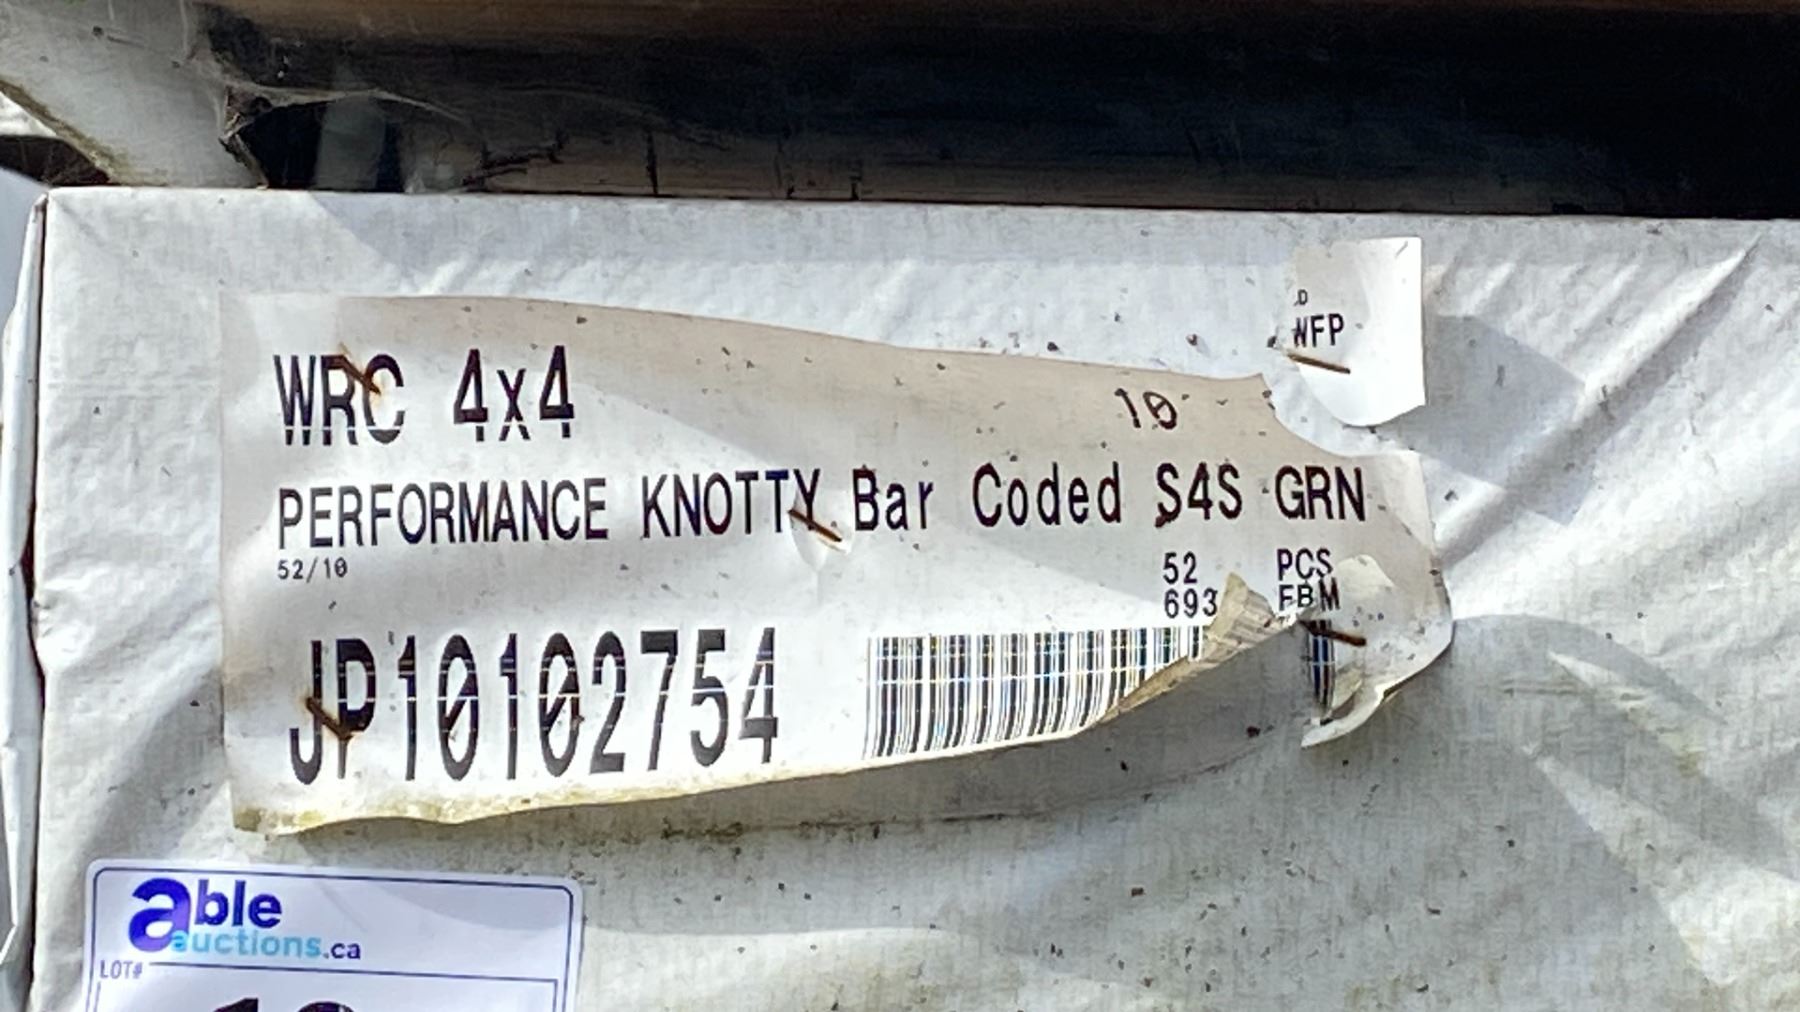 D
WFP
WRC 4x4 10
PERFORMANCE KNOTTY Bar Coded S4S GRN
52/10 52 PCS
693 FBM
JP10102754
able
auctions.ca
LOT#